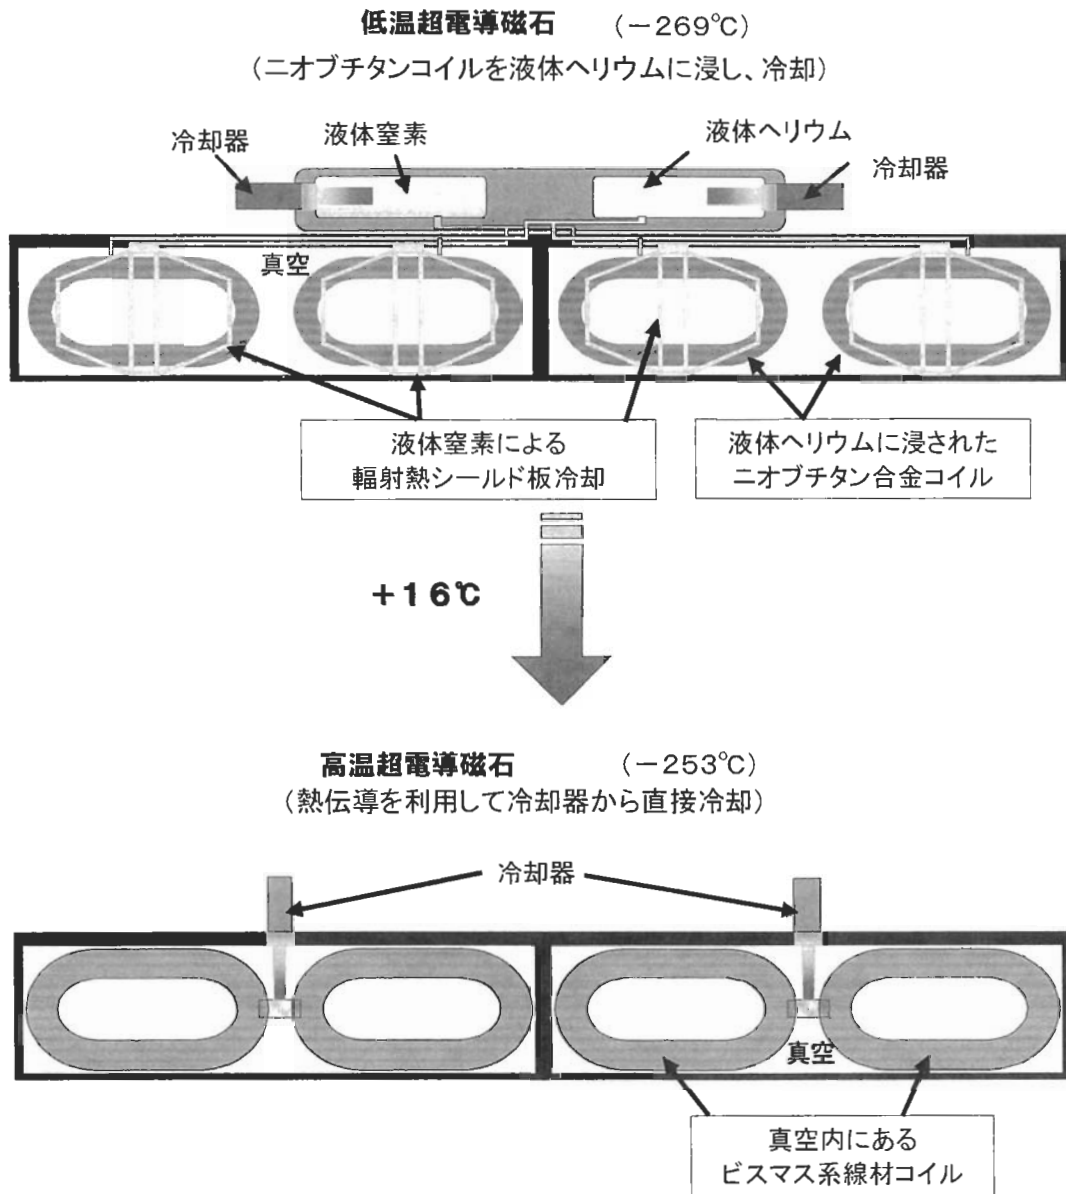 低温超電導磁石 (－269℃)
(ニオブチタンコイルを液体ヘリウムに浸し、冷却)
冷却器
液体窒素
液体ヘリウム
冷却器
真空
液体窒素による
輻射熱シールド板冷却
液体ヘリウムに浸された
ニオブチタン合金コイル
+16℃
高温超電導磁石 (－253℃)
(熱伝導を利用して冷却器から直接冷却)
冷却器
真空
真空内にある
ビスマス系線材コイル